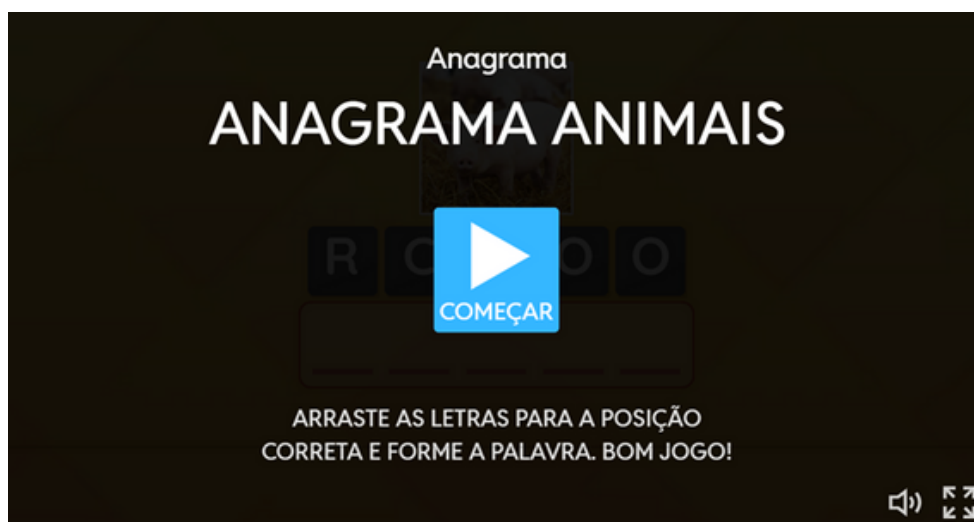 Anagrama
ANAGRAMA ANIMAIS
R C O O
COMEÇAR
ARRASTE AS LETRAS PARA A POSIÇÃO
CORRETA E FORME A PALAVRA. BOM JOGO!